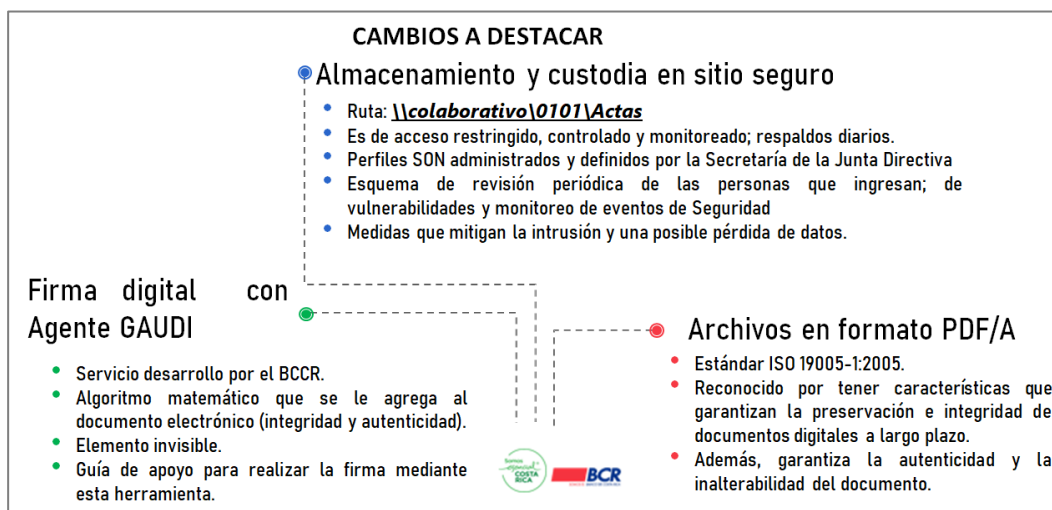 CAMBIOS A DESTACAR
Almacenamiento y custodia en sitio seguro
Ruta: \\colaborativo\0101\Actas
Es de acceso restringido, controlado y monitoreado; respaldos diarios.
Perfiles SON administrados y definidos por la Secretaría de la Junta Directiva
Esquema de revisión periódica de las personas que ingresan; de
vulnerabilidades y monitoreo de eventos de Seguridad
Medidas que mitigan la intrusión y una posible pérdida de datos.
Firma digital con
Agente GAUDI
Servicio desarrollo por el BCCR.
Algoritmo matemático que se le agrega al
documento electrónico (integridad y autenticidad).
Elemento invisible.
Guía de apoyo para realizar la firma mediante
esta herramienta.
Archivos en formato PDF/A
Estándar ISO 19005-1:2005.
Reconocido por tener características que
garantizan la preservación e integridad de
documentos digitales a largo plazo.
Además, garantiza la autenticidad y la
inalterabilidad del documento.
Somos
esencial
COSTA
RICA
BCR